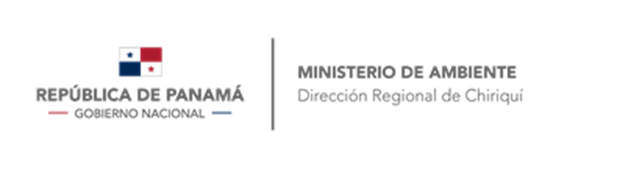 REPÚBLICA DE PANAMÁ
GOBIERNO NACIONAL
MINISTERIO DE AMBIENTE
Dirección Regional de Chiriquí